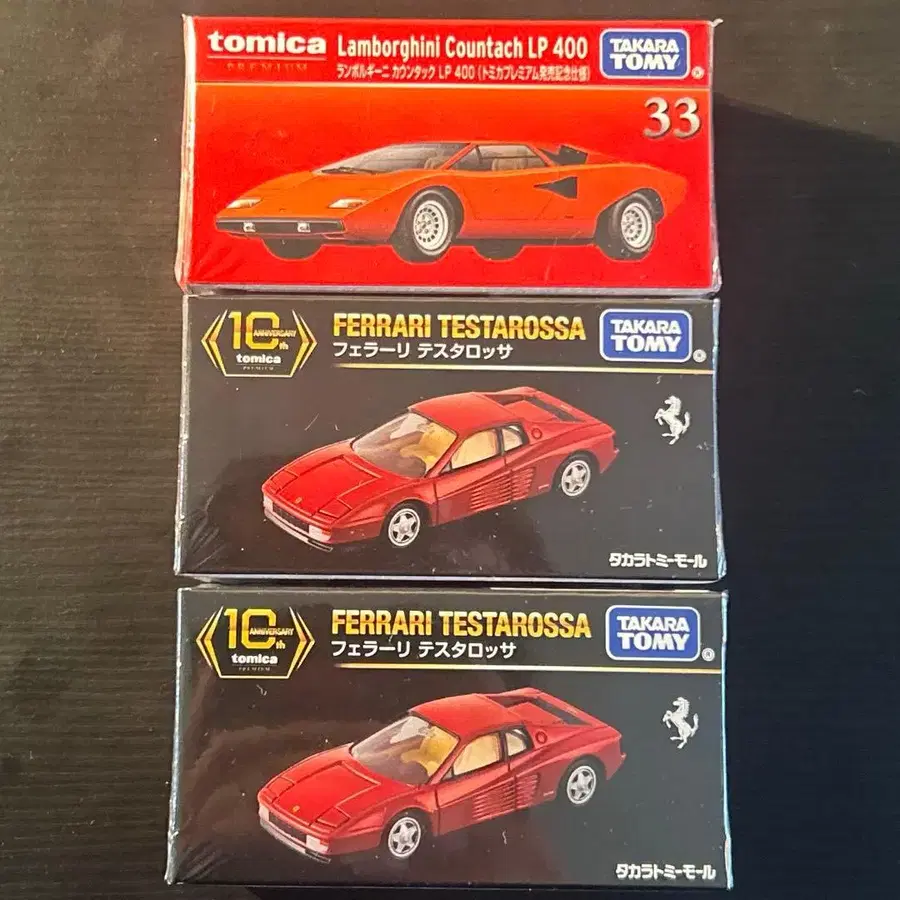 tomica
PREMIUM
Lamborghini Countach LP 400
ランボルギーニ カウンタック LP 400 (トミカプレミアム発売記念仕様)
TAKARA
TOMY
33
10th
ANNIVERSARY
tomica
PREMIUM
FERRARI TESTAROSSA
フェラーリ テスタロッサ
TAKARA
TOMY
タカラトミーモール
10th
ANNIVERSARY
tomica
PREMIUM
FERRARI TESTAROSSA
フェラーリ テスタロッサ
TAKARA
TOMY
タカラトミーモール